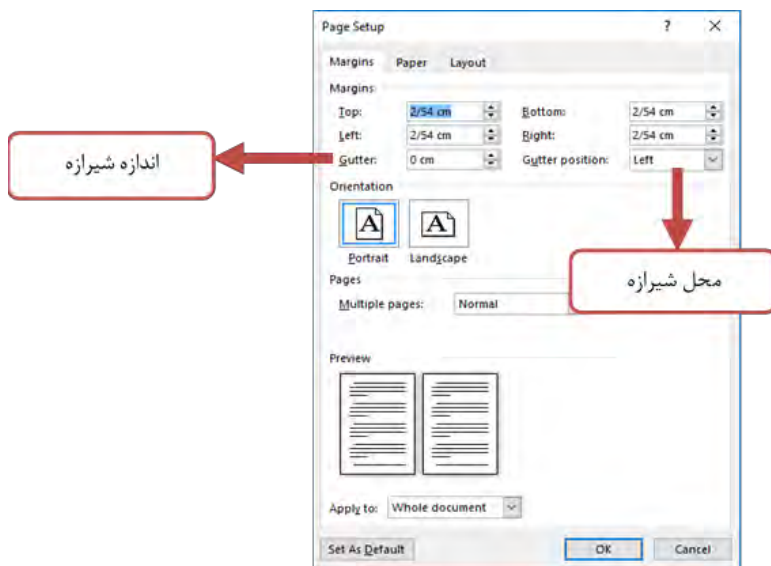 Page Setup ? ×
Margins Paper Layout
Margins
Top: 2/54 cm Bottom: 2/54 cm
Left: 2/54 cm Right: 2/54 cm
Gutter: 0 cm Gutter position: Left
اندازه شیرازه
Orientation
A A
Portrait Landscape
محل شیرازه
Pages
Multiple pages: Normal
Preview
Apply to: Whole document
Set As Default OK Cancel